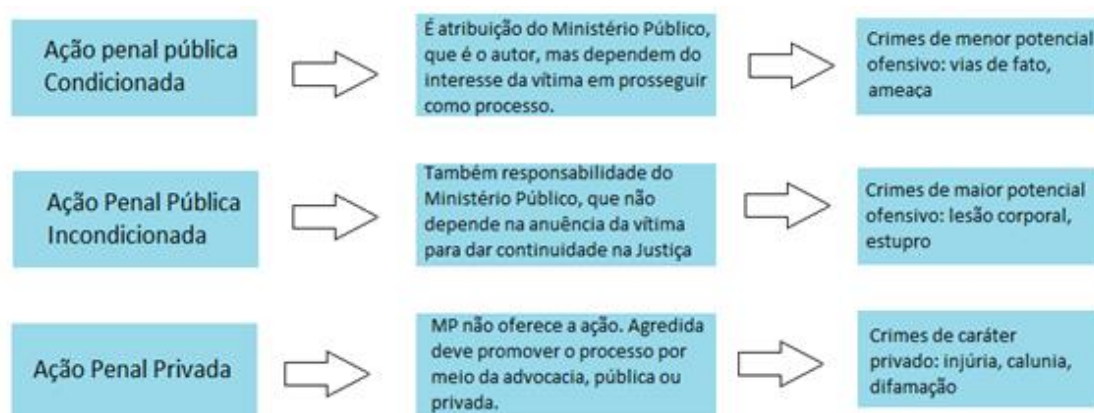 Ação penal pública
Condicionada
É atribuição do Ministério Público,
que é o autor, mas dependem do
interesse da vítima em prosseguir
como processo.
Crimes de menor potencial
ofensivo: vias de fato,
ameaça
Ação Penal Pública
Incondicionada
Também responsabilidade do
Ministério Público, que não
depende na anuência da vítima
para dar continuidade na Justiça
Crimes de maior potencial
ofensivo: lesão corporal,
estupro
Ação Penal Privada
MP não oferece a ação. Agredida
deve promover o processo por
meio da advocacia, pública ou
privada.
Crimes de caráter
privado: injúria, calunia,
difamação